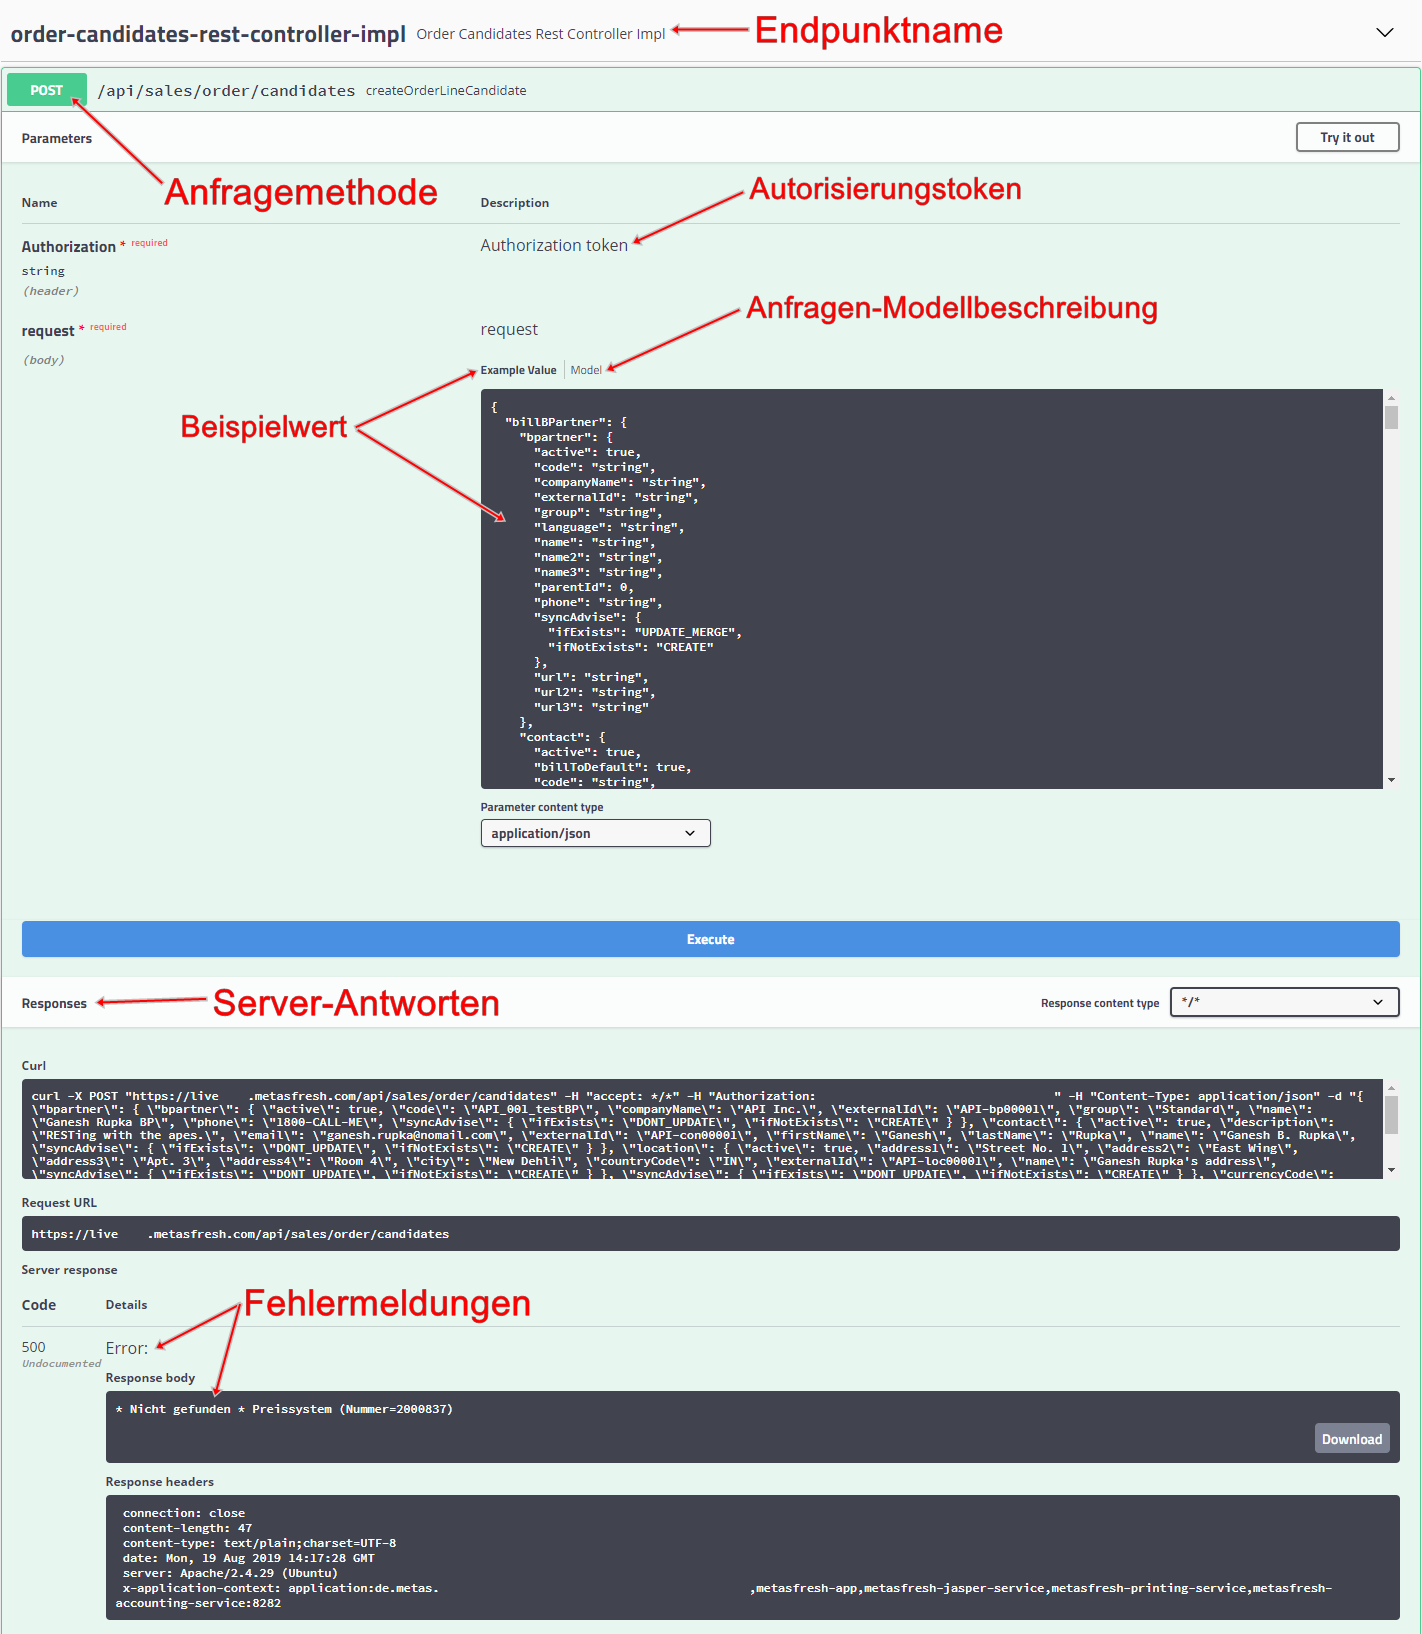 order-candidates-rest-controller-impl Order Candidates Rest Controller Impl Endpunktname
POST /api/sales/order/candidates createOrderLineCandidate
Parameters Try it out
Anfragemethode
Autorisierungstoken
Name Description
Authorization * required Authorization token
string
(header)
Anfragen-Modellbeschreibung
request * required request
(body)
Example Value Model
Beispielwert
{
"billBPartner": {
"bpartner": {
"active": true,
"code": "string",
"companyName": "string",
"externalId": "string",
"group": "string",
"language": "string",
"name": "string",
"name2": "string",
"name3": "string",
"parentId": 0,
"phone": "string",
"syncAdvise": {
"ifExists": "UPDATE_MERGE",
"ifNotExists": "CREATE"
},
"url": "string",
"url2": "string",
"url3": "string"
},
"contact": {
"active": true,
"billToDefault": true,
"code": "string",
Parameter content type
application/json
Execute
Responses Server-Antworten Response content type */*
Curl
curl -X POST "https://live .metasfresh.com/api/sales/order/candidates" -H "accept: */*" -H "Authorization: " -H "Content-Type: application/json" -d "{
\"bpartner\": { \"bpartner\": { \"active\": true, \"code\": \"API_001_testBP\", \"companyName\": \"API Inc.\", \"externalId\": \"API-bp00001\", \"group\": \"Standard\", \"name\":
\"Ganesh Rupka BP\", \"phone\": \"1800-CALL-ME\", \"syncAdvise\": { \"ifExists\": \"DONT_UPDATE\", \"ifNotExists\": \"CREATE\" } }, \"contact\": { \"active\": true, \"description\":
\"RESTing with the apes.\", \"email\": \"ganesh.rupka@nomail.com\", \"externalId\": \"API-con00001\", \"firstName\": \"Ganesh\", \"lastName\": \"Rupka\", \"name\": \"Ganesh B. Rupka\",
\"syncAdvise\": { \"ifExists\": \"DONT_UPDATE\", \"ifNotExists\": \"CREATE\" } }, \"location\": { \"active\": true, \"address1\": \"Street No. 1\", \"address2\": \"East Wing\",
\"address3\": \"Apt. 3\", \"address4\": \"Room 4\", \"city\": \"New Dehli\", \"countryCode\": \"IN\", \"externalId\": \"API-loc00001\", \"name\": \"Ganesh Rupka's address\",
\"syncAdvise\": { \"ifExists\": \"DONT_UPDATE\", \"ifNotExists\": \"CREATE\" } }, \"syncAdvise\": { \"ifExists\": \"DONT_UPDATE\", \"ifNotExists\": \"CREATE\" } }, \"currencyCode\":
Request URL
https://live .metasfresh.com/api/sales/order/candidates
Server response
Code Details Fehlermeldungen
500 Error:
Undocumented
Response body
* Nicht gefunden * Preissystem (Nummer=2000837)
Download
Response headers
connection: close
content-length: 47
content-type: text/plain;charset=UTF-8
date: Mon, 19 Aug 2019 14:17:28 GMT
server: Apache/2.4.29 (Ubuntu)
x-application-context: application:de.metas. ,metasfresh-app,metasfresh-jasper-service,metasfresh-printing-service,metasfresh-
accounting-service:8282